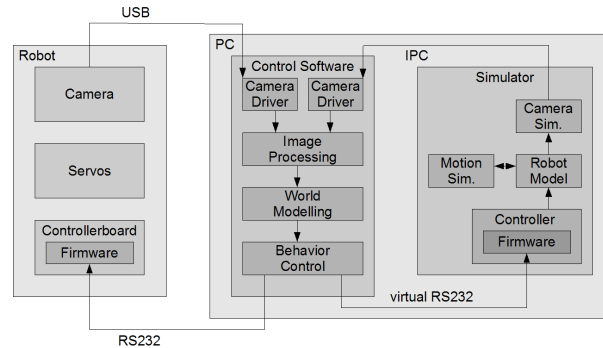 USB
Robot
Camera
Servos
Controllerboard
Firmware
RS232
PC
Control Software
Camera
Driver
Camera
Driver
Image
Processing
World
Modelling
Behavior
Control
IPC
Simulator
Camera
Sim.
Motion
Sim.
Robot
Model
Controller
Firmware
virtual RS232